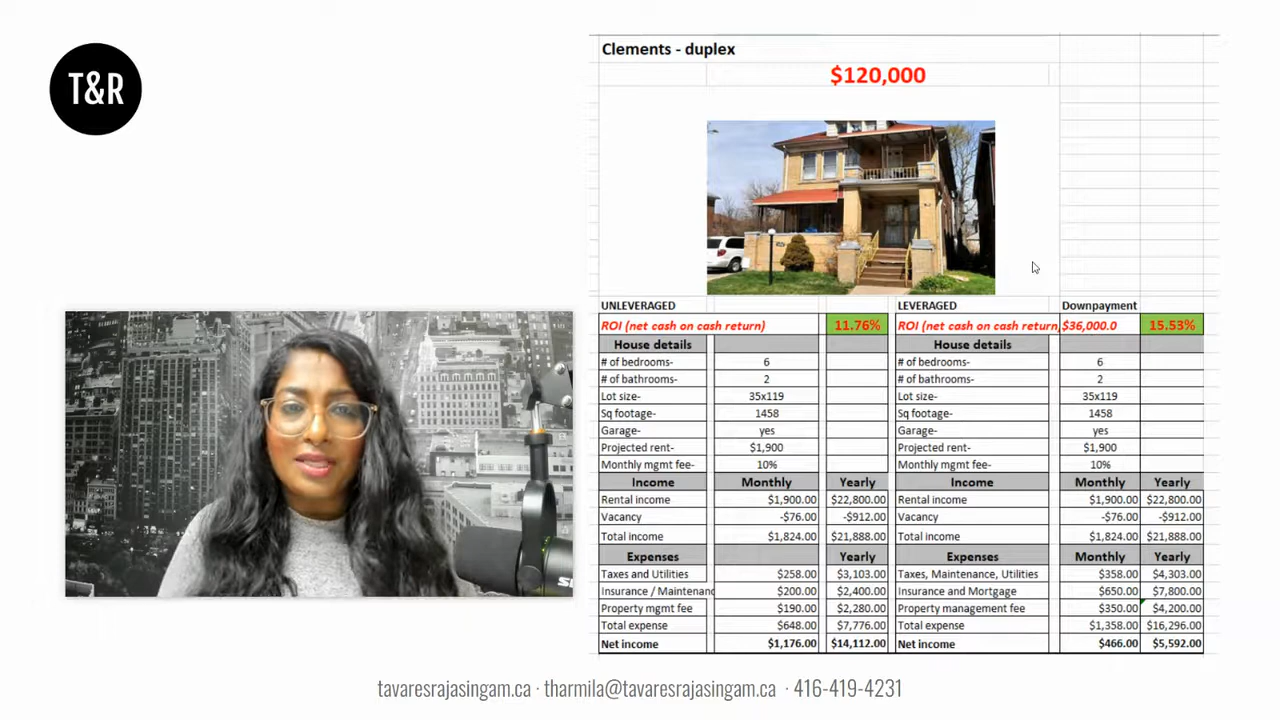 T&R
Clements - duplex
$120,000
UNLEVERAGED LEVERAGED Downpayment
ROI (net cash on cash return) 11.76% ROI (net cash on cash return $36,000.0 15.53%
House details House details
# of bedrooms- 6 # of bedrooms- 6
# of bathrooms- 2 # of bathrooms- 2
Lot size- 35x119 Lot size- 35x119
Sq footage- 1458 Sq footage- 1458
Garage- yes Garage- yes
Projected rent- $1,900 Projected rent- $1,900
Monthly mgmt fee- 10% Monthly mgmt fee- 10%
Income Monthly Yearly Income Monthly Yearly
Rental income $1,900.00 $22,800.00 Rental income $1,900.00 $22,800.00
Vacancy -$76.00 -$912.00 Vacancy -$76.00 -$912.00
Total income $1,824.00 $21,888.00 Total income $1,824.00 $21,888.00
Expenses Yearly Expenses Monthly Yearly
Taxes and Utilities $258.00 $3,103.00 Taxes, Maintenance, Utilities $358.00 $4,303.00
Insurance / Maintenanc $200.00 $2,400.00 Insurance and Mortgage $650.00 $7,800.00
Property mgmt fee $190.00 $2,280.00 Property management fee $350.00 $4,200.00
Total expense $648.00 $7,776.00 Total expense $1,358.00 $16,296.00
Net income $1,176.00 $14,112.00 Net income $466.00 $5,592.00
tavaresrajasingam.ca · tharmila@tavaresrajasingam.ca · 416-419-4231